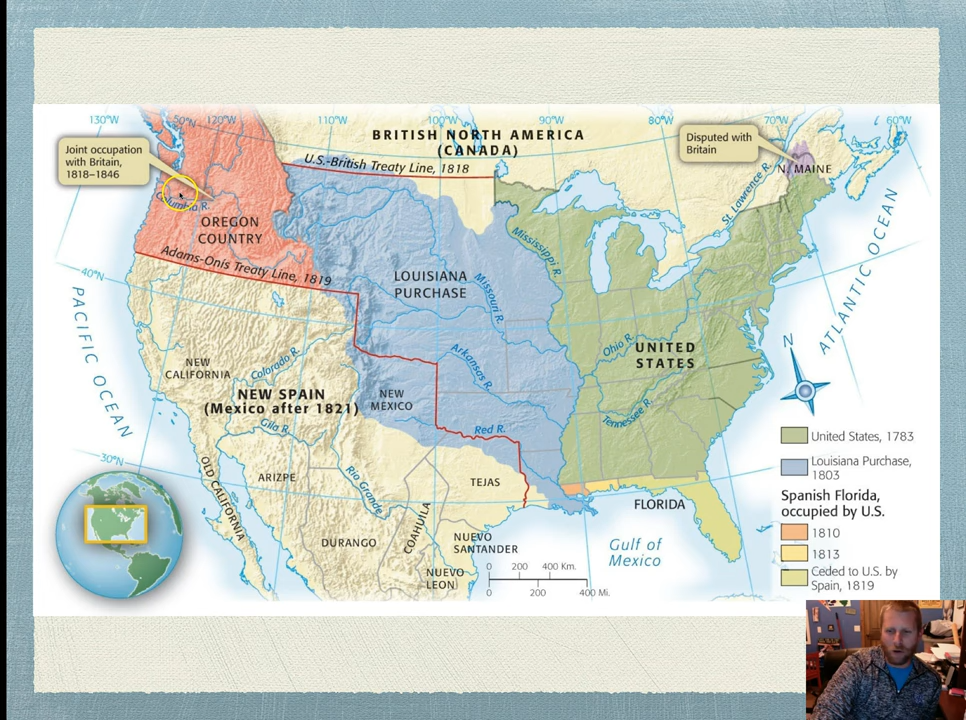 130°W
50°N
120°W
110°W
100°W
90°W
80°W
70°W
60°W
BRITISH NORTH AMERICA
(CANADA)
Joint occupation
with Britain,
1818–1846
Disputed with
Britain
U.S.-British Treaty Line, 1818
N. MAINE
St. Lawrence R.
Columbia R.
OREGON
COUNTRY
Mississippi R.
Adams-Onís Treaty Line, 1819
40°N
LOUISIANA
PURCHASE
Missouri R.
PACIFIC OCEAN
ATLANTIC OCEAN
Ohio R.
UNITED
STATES
N
NEW
CALIFORNIA
Colorado R.
Arkansas R.
NEW SPAIN
(Mexico after 1821)
NEW
MEXICO
Tennessee R.
Gila R.
Red R.
30°N
OLD CALIFORNIA
ARIZPE
Rio Grande
TEJAS
FLORIDA
COAHUILA
DURANGO
NUEVO
SANTANDER
NUEVO
LEON
Gulf of
Mexico
0 200 400 Km.
0 200 400 Mi.
United States, 1783
Louisiana Purchase,
1803
Spanish Florida,
occupied by U.S.
1810
1813
Ceded to U.S. by
Spain, 1819